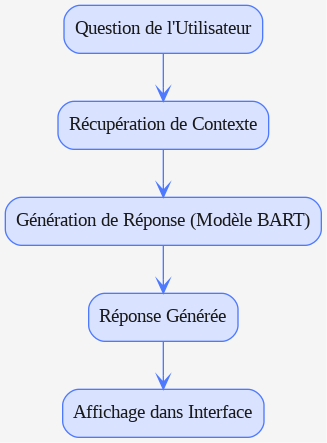 Question de l'Utilisateur
Récupération de Contexte
Génération de Réponse (Modèle BART)
Réponse Générée
Affichage dans Interface